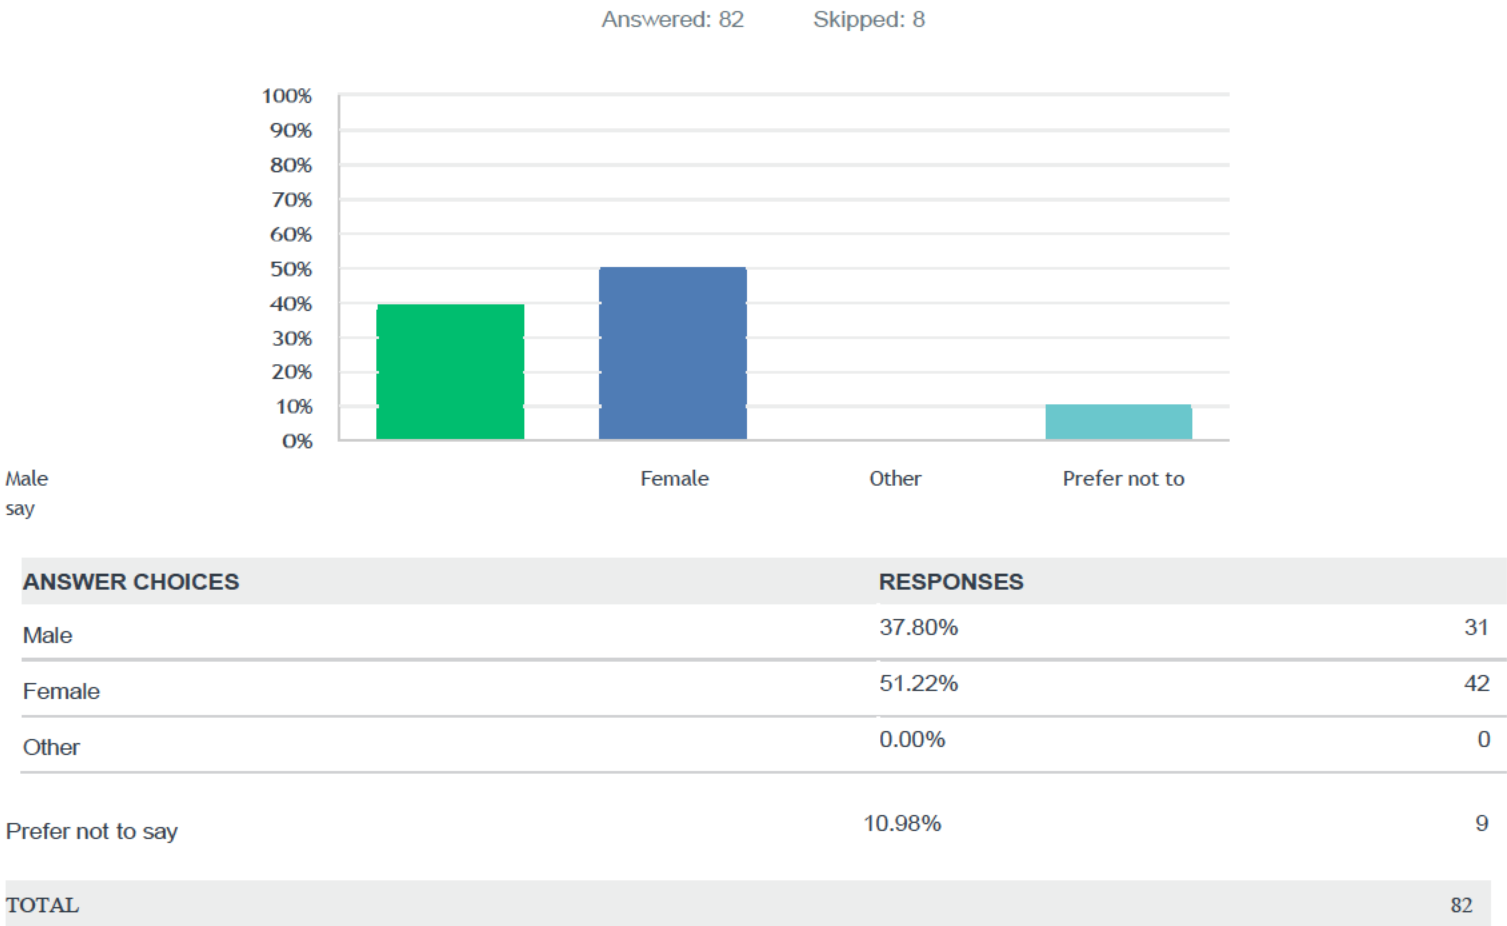 Answered: 82 Skipped: 8
100%
90%
80%
70%
60%
50%
40%
30%
20%
10%
0%
Male Female Other Prefer not to
say
ANSWER CHOICES RESPONSES
Male 37.80% 31
Female 51.22% 42
Other 0.00% 0
Prefer not to say 10.98% 9
TOTAL 82